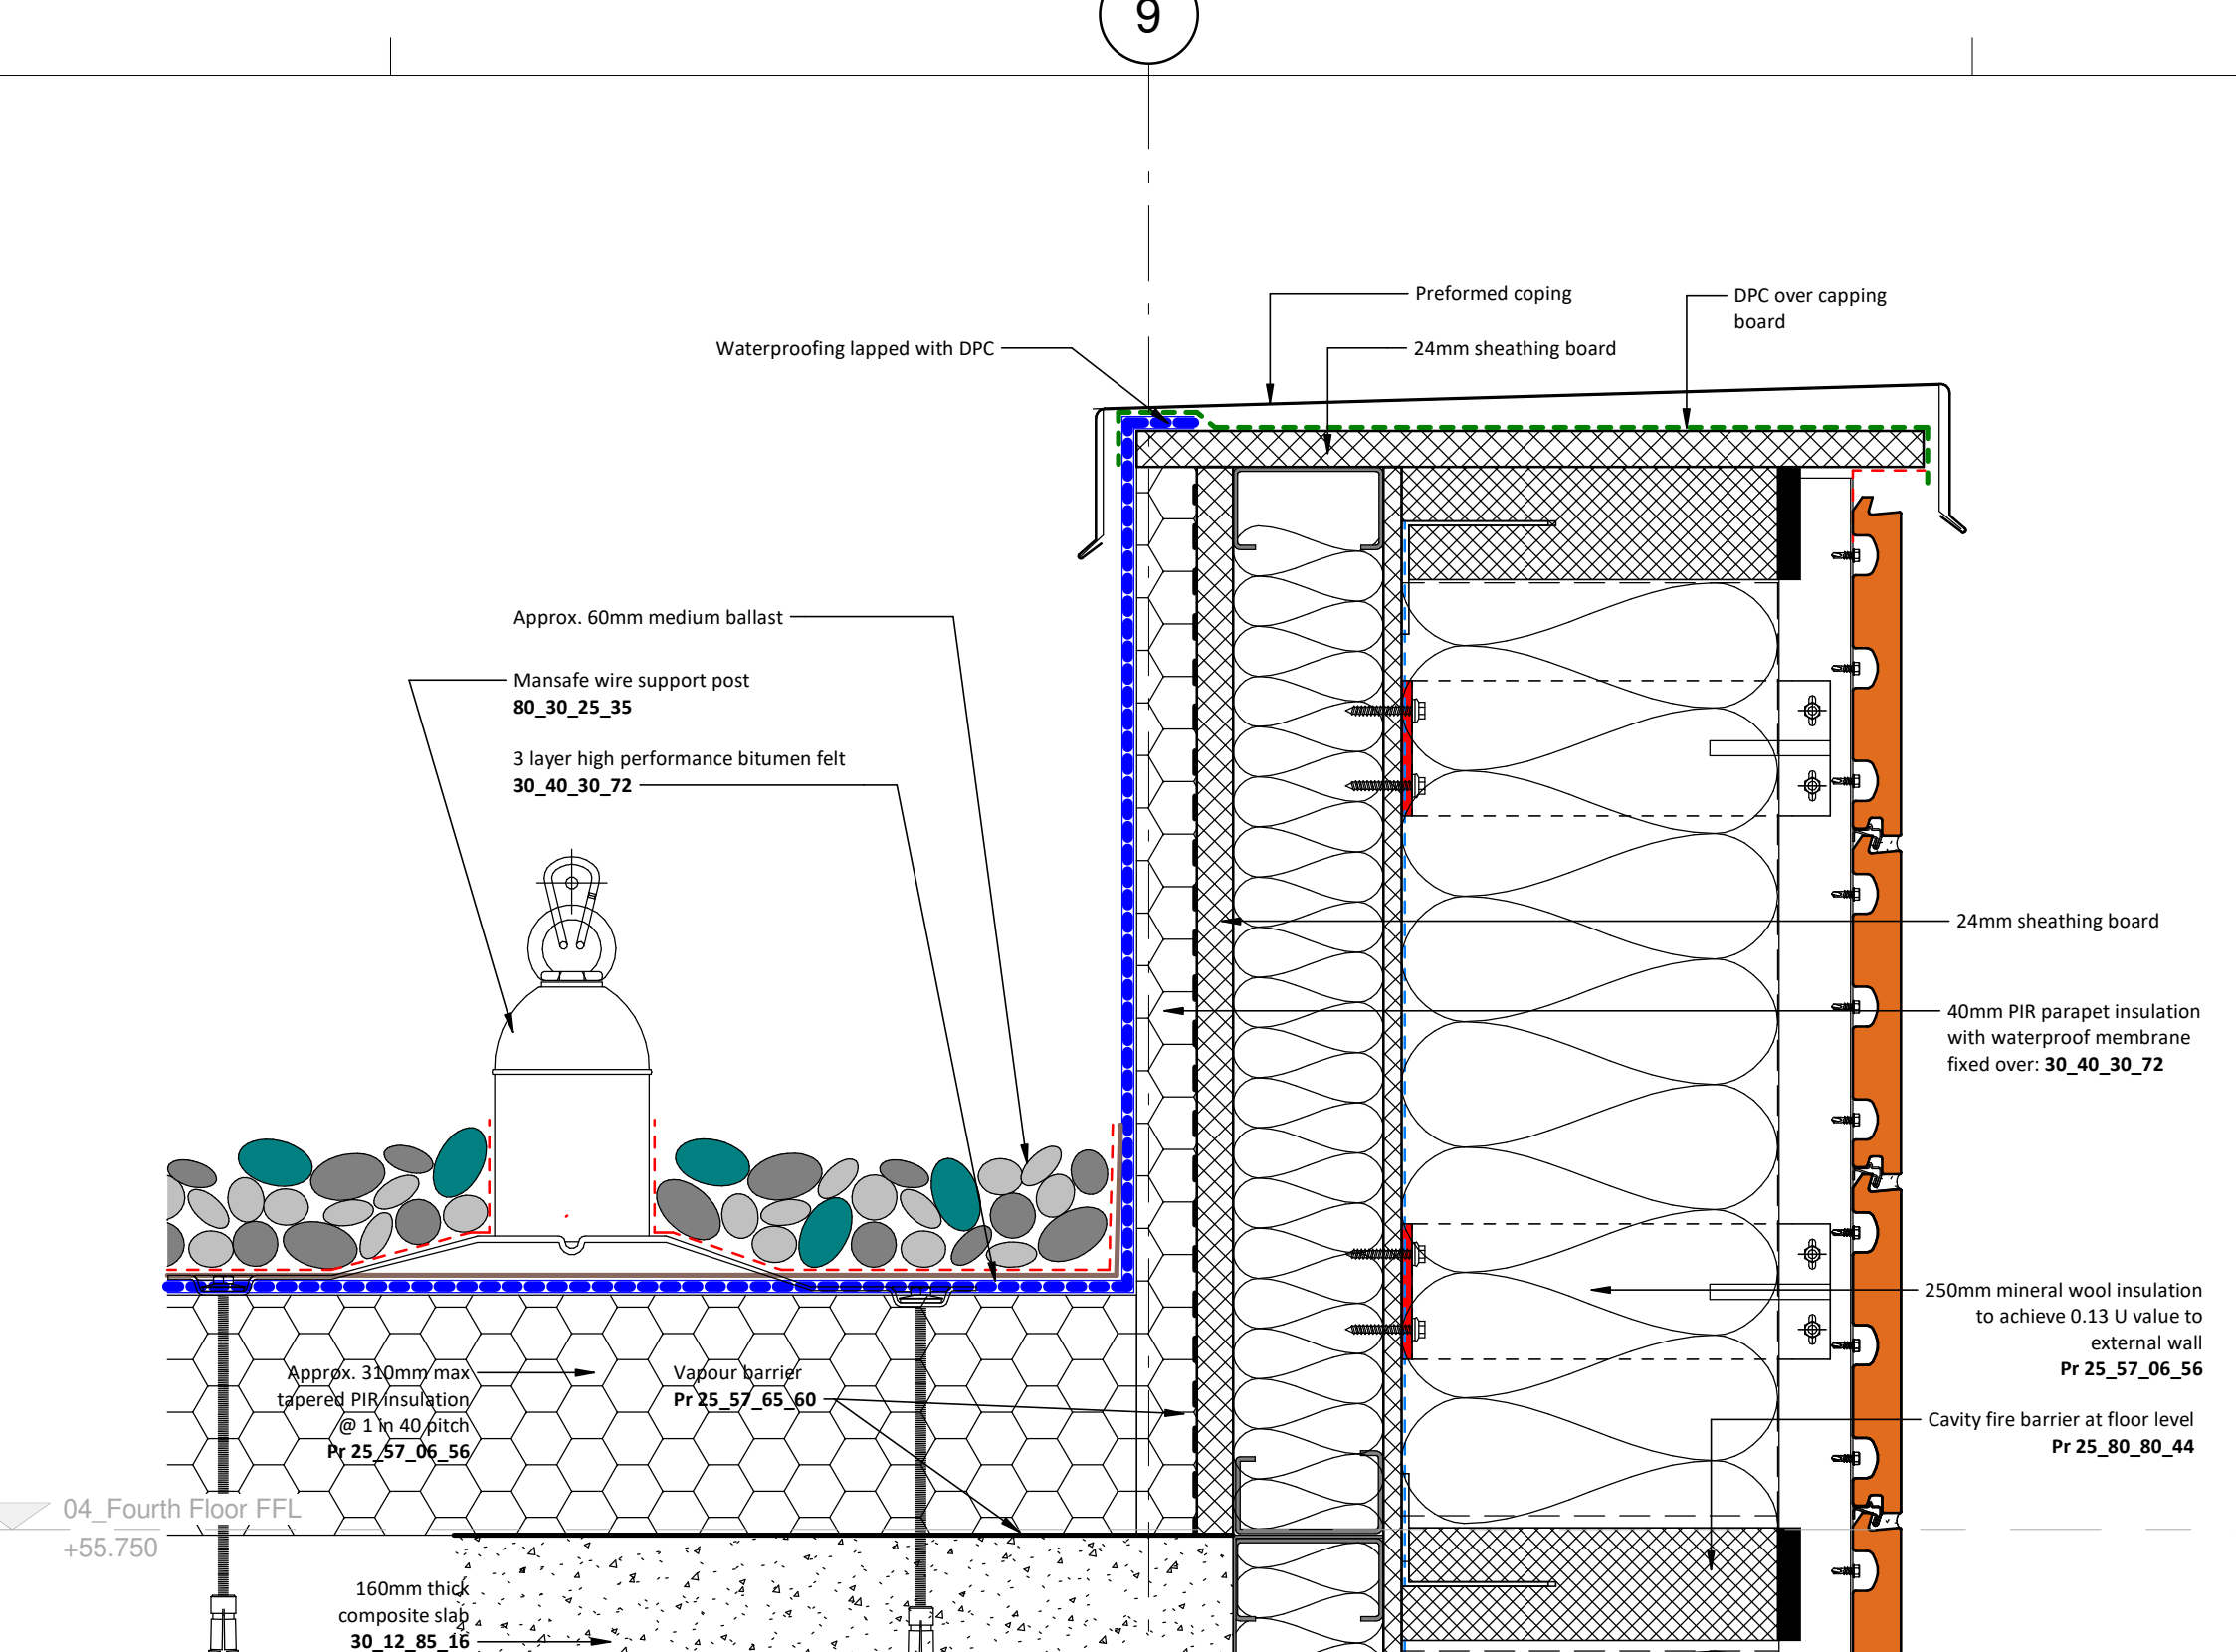 9
Preformed coping
DPC over capping
board
Waterproofing lapped with DPC
24mm sheathing board
Approx. 60mm medium ballast
Mansafe wire support post
80_30_25_35
3 layer high performance bitumen felt
30_40_30_72
24mm sheathing board
40mm PIR parapet insulation
with waterproof membrane
fixed over: 30_40_30_72
250mm mineral wool insulation
to achieve 0.13 U value to
external wall
Pr 25_57_06_56
Approx. 310mm max
tapered PIR insulation
@ 1 in 40 pitch
Pr 25_57_06_56
Vapour barrier
Pr 25_57_65_60
Cavity fire barrier at floor level
Pr 25_80_80_44
04_Fourth Floor FFL
+55.750
160mm thick
composite slab
30_12_85_16